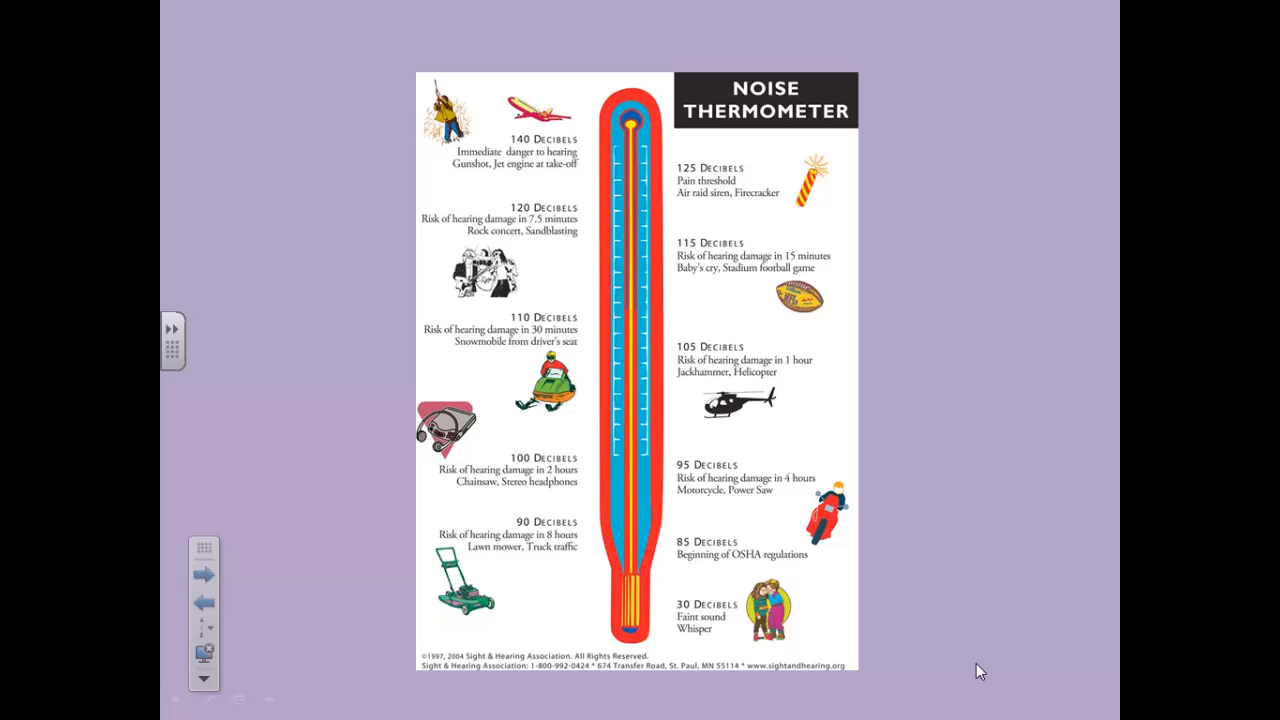 NOISE
THERMOMETER
140 DECIBELS
Immediate danger to hearing
Gunshot, Jet engine at take-off
125 DECIBELS
Pain threshold
Air raid siren, Firecracker
120 DECIBELS
Risk of hearing damage in 7.5 minutes
Rock concert, Sandblasting
115 DECIBELS
Risk of hearing damage in 15 minutes
Baby's cry, Stadium football game
110 DECIBELS
Risk of hearing damage in 30 minutes
Snowmobile from driver's seat
105 DECIBELS
Risk of hearing damage in 1 hour
Jackhammer, Helicopter
100 DECIBELS
Risk of hearing damage in 2 hours
Chainsaw, Stereo headphones
95 DECIBELS
Risk of hearing damage in 4 hours
Motorcycle, Power Saw
90 DECIBELS
Risk of hearing damage in 8 hours
Lawn mower, Truck traffic
85 DECIBELS
Beginning of OSHA regulations
30 DECIBELS
Faint sound
Whisper
©1997, 2004 Sight & Hearing Association. All Rights Reserved.
Sight & Hearing Association: 1-800-992-0424 * 674 Transfer Road, St. Paul, MN 55114 * www.sightandhearing.org